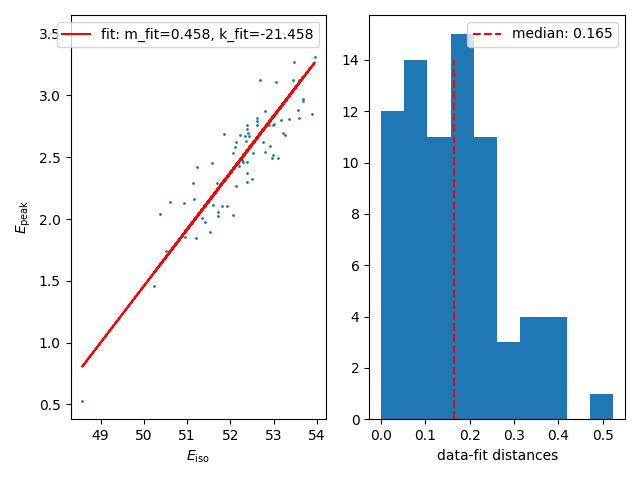 fit: m_fit=0.458, k_fit=-21.458
3.5
3.0
2.5
2.0
1.5
1.0
0.5
E_peak
49 50 51 52 53 54
E_iso
median: 0.165
14
12
10
8
6
4
2
0
0.0 0.1 0.2 0.3 0.4 0.5
data-fit distances